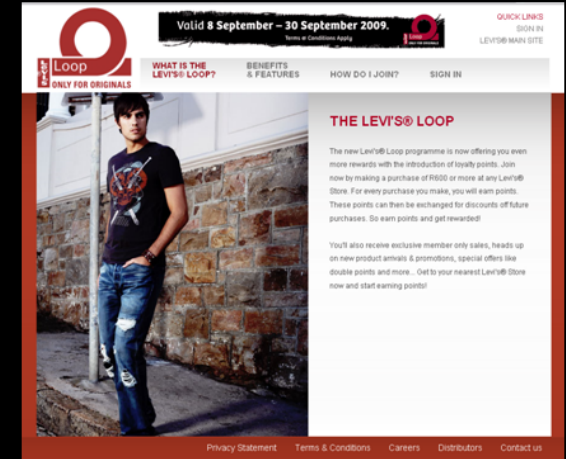 Valid 8 September – 30 September 2009.
Terms & Conditions Apply
Loop
ONLY FOR ORIGINALS
QUICK LINKS
SIGN IN
LEVI'S® MAIN SITE
Loop
ONLY FOR ORIGINALS
WHAT IS THE
LEVI'S® LOOP?
BENEFITS
& FEATURES
HOW DO I JOIN?
SIGN IN
THE LEVI'S® LOOP
The new Levi's® Loop programme is now offering you even
more rewards with the introduction of loyalty points. Join
now by making a purchase of R600 or more at any Levi's®
Store. For every purchase you make, you will earn points.
These points can then be exchanged for discounts off future
purchases. So earn points and get rewarded!
You'll also receive exclusive member only sales, heads up
on new product arrivals & promotions, special offers like
double points and more... Get to your nearest Levi's® Store
now and start earning points!
Privacy Statement
Terms & Conditions
Careers
Distributors
Contact us